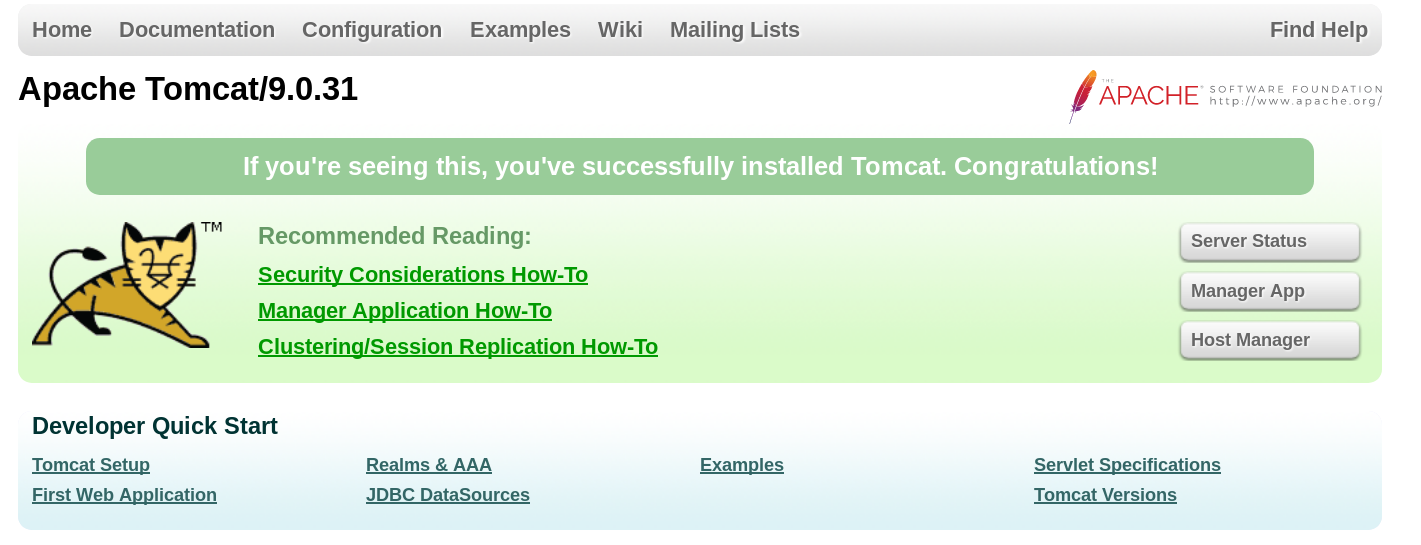 Home Documentation Configuration Examples Wiki Mailing Lists Find Help
Apache Tomcat/9.0.31
THE
APACHE® SOFTWARE FOUNDATION
http://www.apache.org/
If you're seeing this, you've successfully installed Tomcat. Congratulations!
TM
Recommended Reading:
Security Considerations How-To
Manager Application How-To
Clustering/Session Replication How-To
Server Status
Manager App
Host Manager
Developer Quick Start
Tomcat Setup Realms & AAA Examples Servlet Specifications
First Web Application JDBC DataSources Tomcat Versions